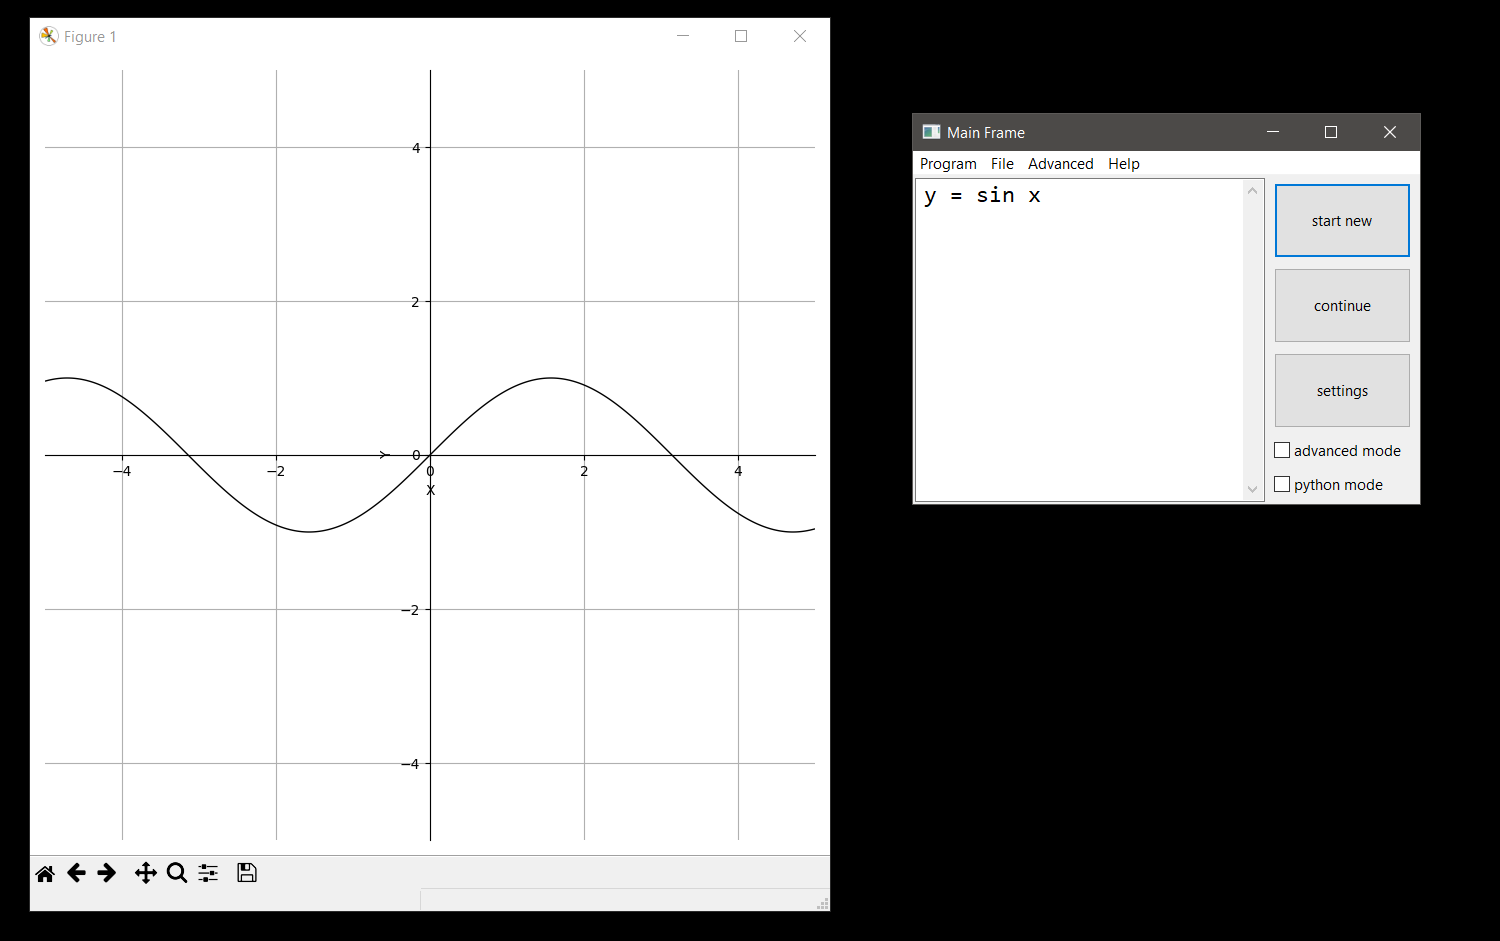 Figure 1
4
2
0
−4
−2
0
2
4
Y
X
−2
−4
Main Frame
Program File Advanced Help
y = sin x
start new
continue
settings
advanced mode
python mode